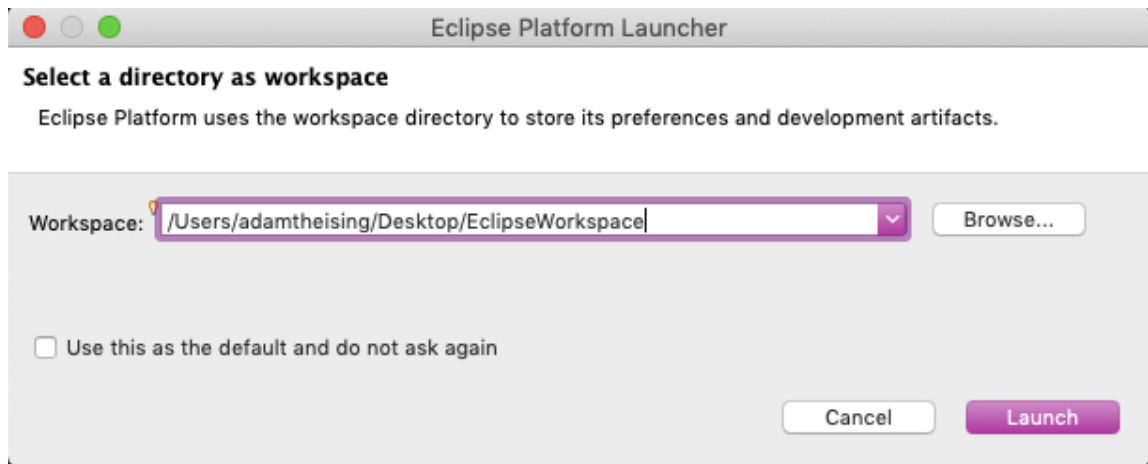 Eclipse Platform Launcher
Select a directory as workspace
Eclipse Platform uses the workspace directory to store its preferences and development artifacts.
Workspace: /Users/adamtheising/Desktop/EclipseWorkspace Browse...
Use this as the default and do not ask again
Cancel Launch